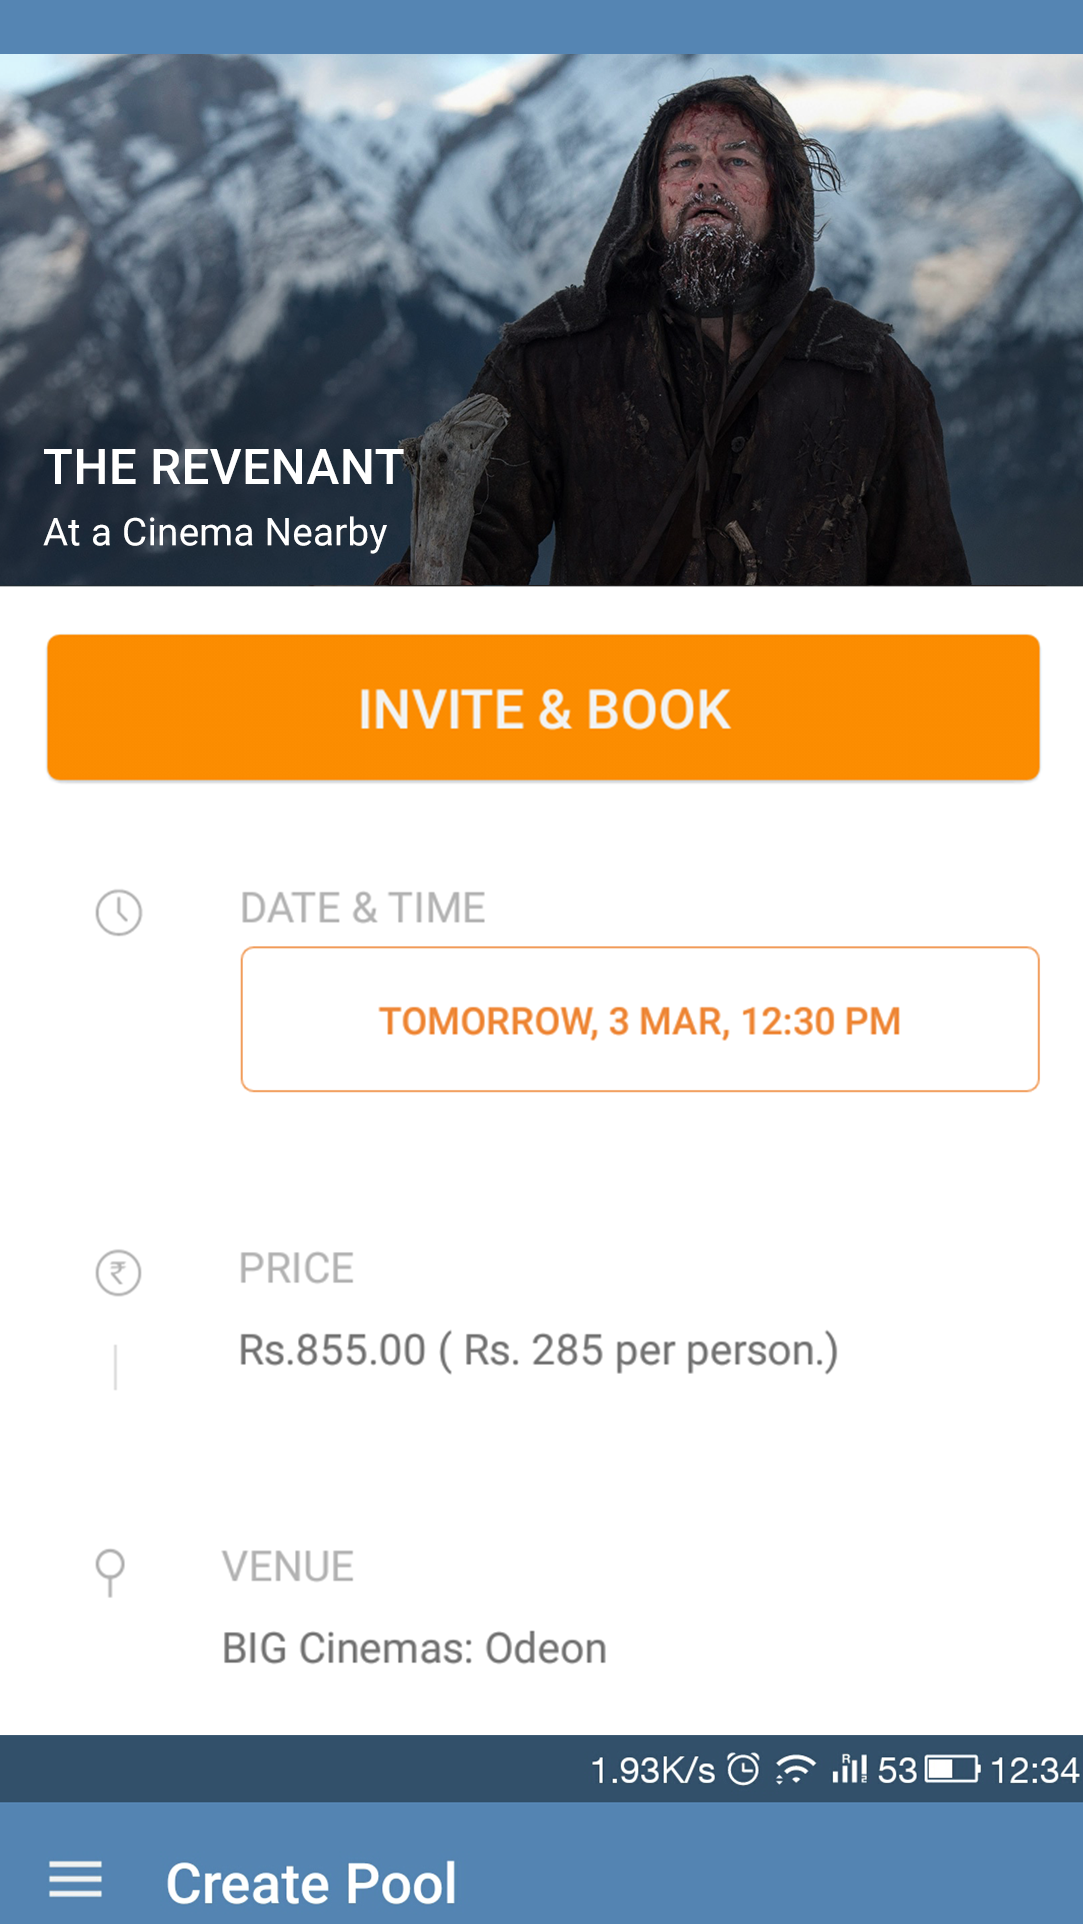 THE REVENANT
At a Cinema Nearby
INVITE & BOOK
DATE & TIME
TOMORROW, 3 MAR, 12:30 PM
₹
PRICE
Rs.855.00 ( Rs. 285 per person.)
VENUE
BIG Cinemas: Odeon
1.93K/s R 53 12:34
Create Pool